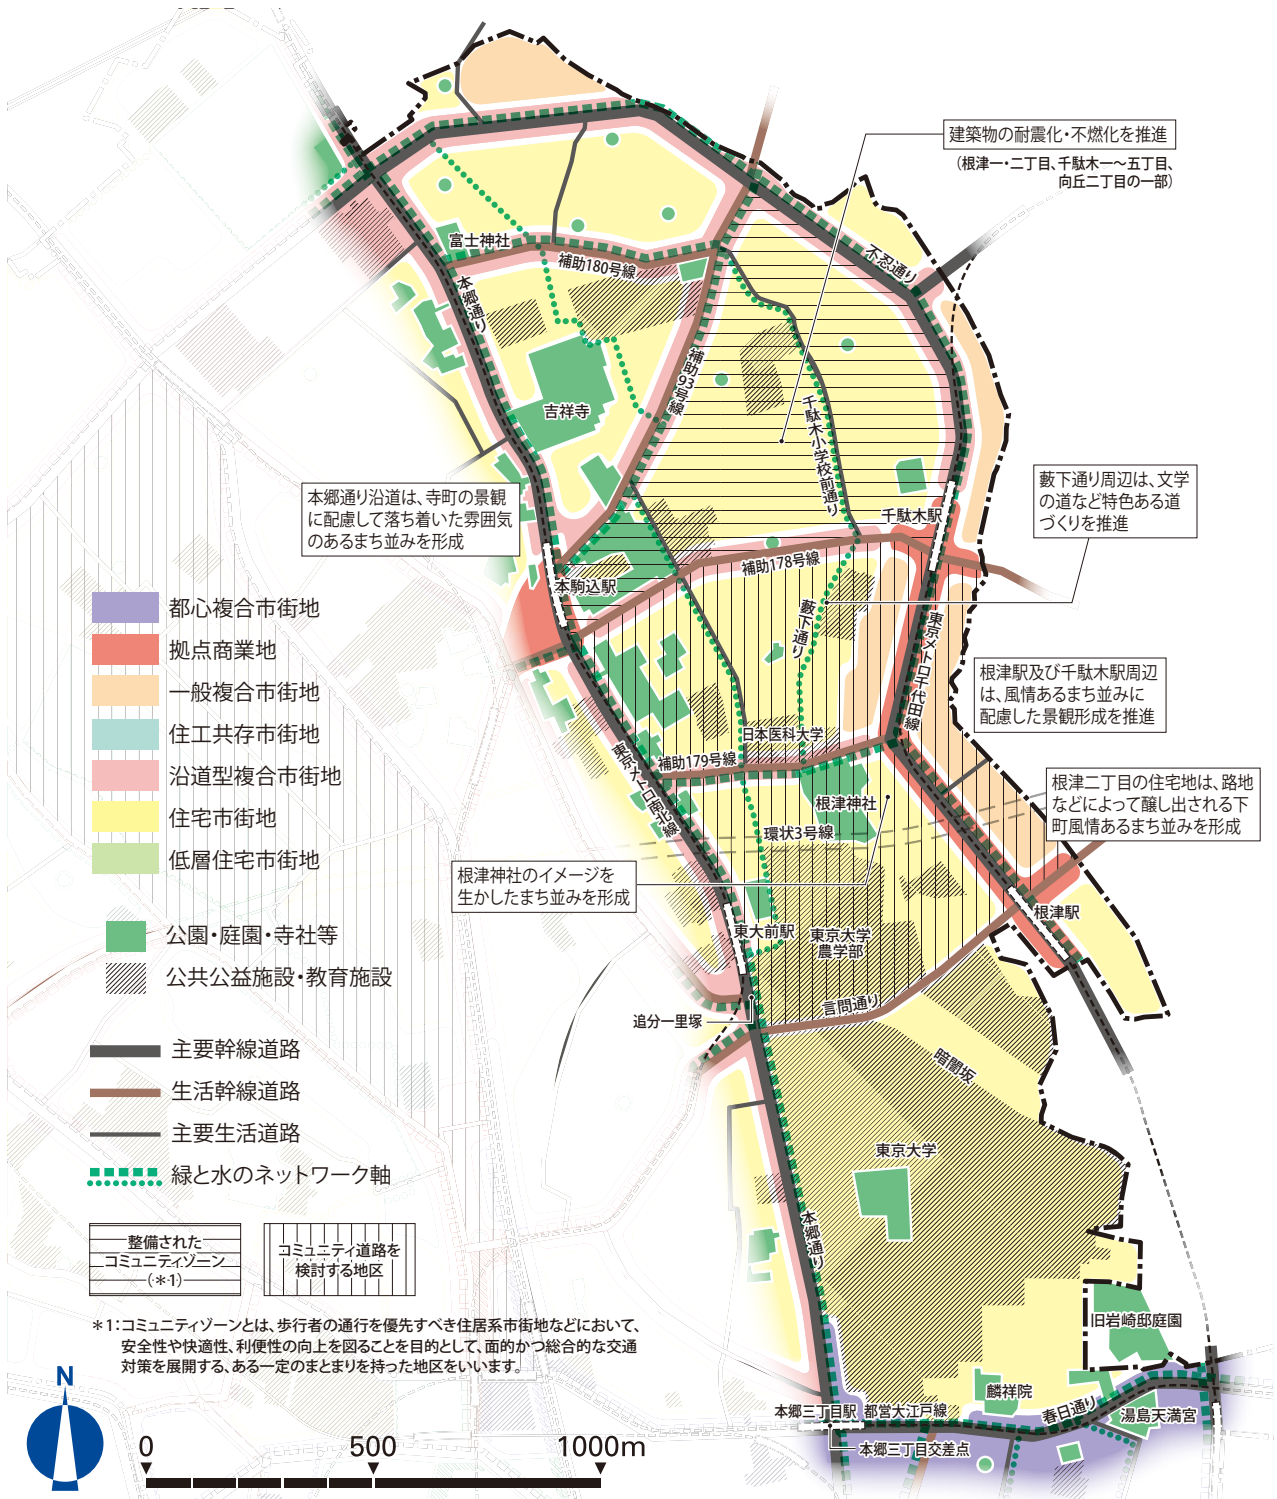 建築物の耐震化・不燃化を推進
(根津一・二丁目、千駄木一～五丁目、
向丘二丁目の一部)
不忍通り
富士神社
補助180号線
本郷通り
補助93号線
千駄木小学校前通り
吉祥寺
藪下通り周辺は、文学
の道など特色ある道
づくりを推進
本郷通り沿道は、寺町の景観
に配慮して落ち着いた雰囲気
のあるまち並みを形成
千駄木駅
補助178号線
本駒込駅
藪下通り
東京メトロ千代田線
都心複合市街地
拠点商業地
一般複合市街地
住工共存市街地
沿道型複合市街地
住宅市街地
低層住宅市街地
公園・庭園・寺社等
公共公益施設・教育施設
主要幹線道路
生活幹線道路
主要生活道路
緑と水のネットワーク軸
根津駅及び千駄木駅周辺
は、風情あるまち並みに
配慮した景観形成を推進
日本医科大学
補助179号線
東京メトロ南北線
根津神社
環状3号線
根津二丁目の住宅地は、路地
などによって醸し出される下
町風情あるまち並みを形成
根津神社のイメージを
生かしたまち並みを形成
根津駅
東大前駅
東京大学
農学部
言問通り
追分一里塚
暗闇坂
東京大学
本郷通り
整備された
コミュニティゾーン
(*1)
コミュニティ道路を
検討する地区
*1:コミュニティゾーンとは、歩行者の通行を優先すべき住居系市街地などにおいて、
安全性や快適性、利便性の向上を図ることを目的として、面的かつ総合的な交通
対策を展開する、ある一定のまとまりを持った地区をいいます。
旧岩崎邸庭園
麟祥院
春日通り
湯島天満宮
本郷三丁目駅
都営大江戸線
本郷三丁目交差点
N
0 500 1000m